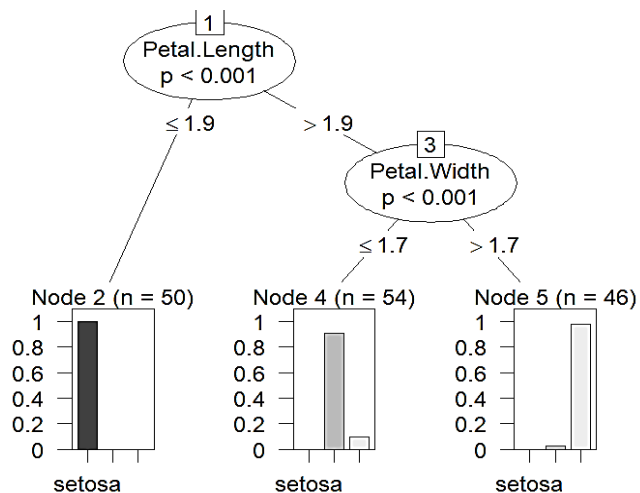 1
Petal.Length
p < 0.001
≤ 1.9
> 1.9
3
Petal.Width
p < 0.001
≤ 1.7
> 1.7
Node 2 (n = 50)
1
0.8
0.6
0.4
0.2
0
setosa
Node 4 (n = 54)
1
0.8
0.6
0.4
0.2
0
setosa
Node 5 (n = 46)
1
0.8
0.6
0.4
0.2
0
setosa